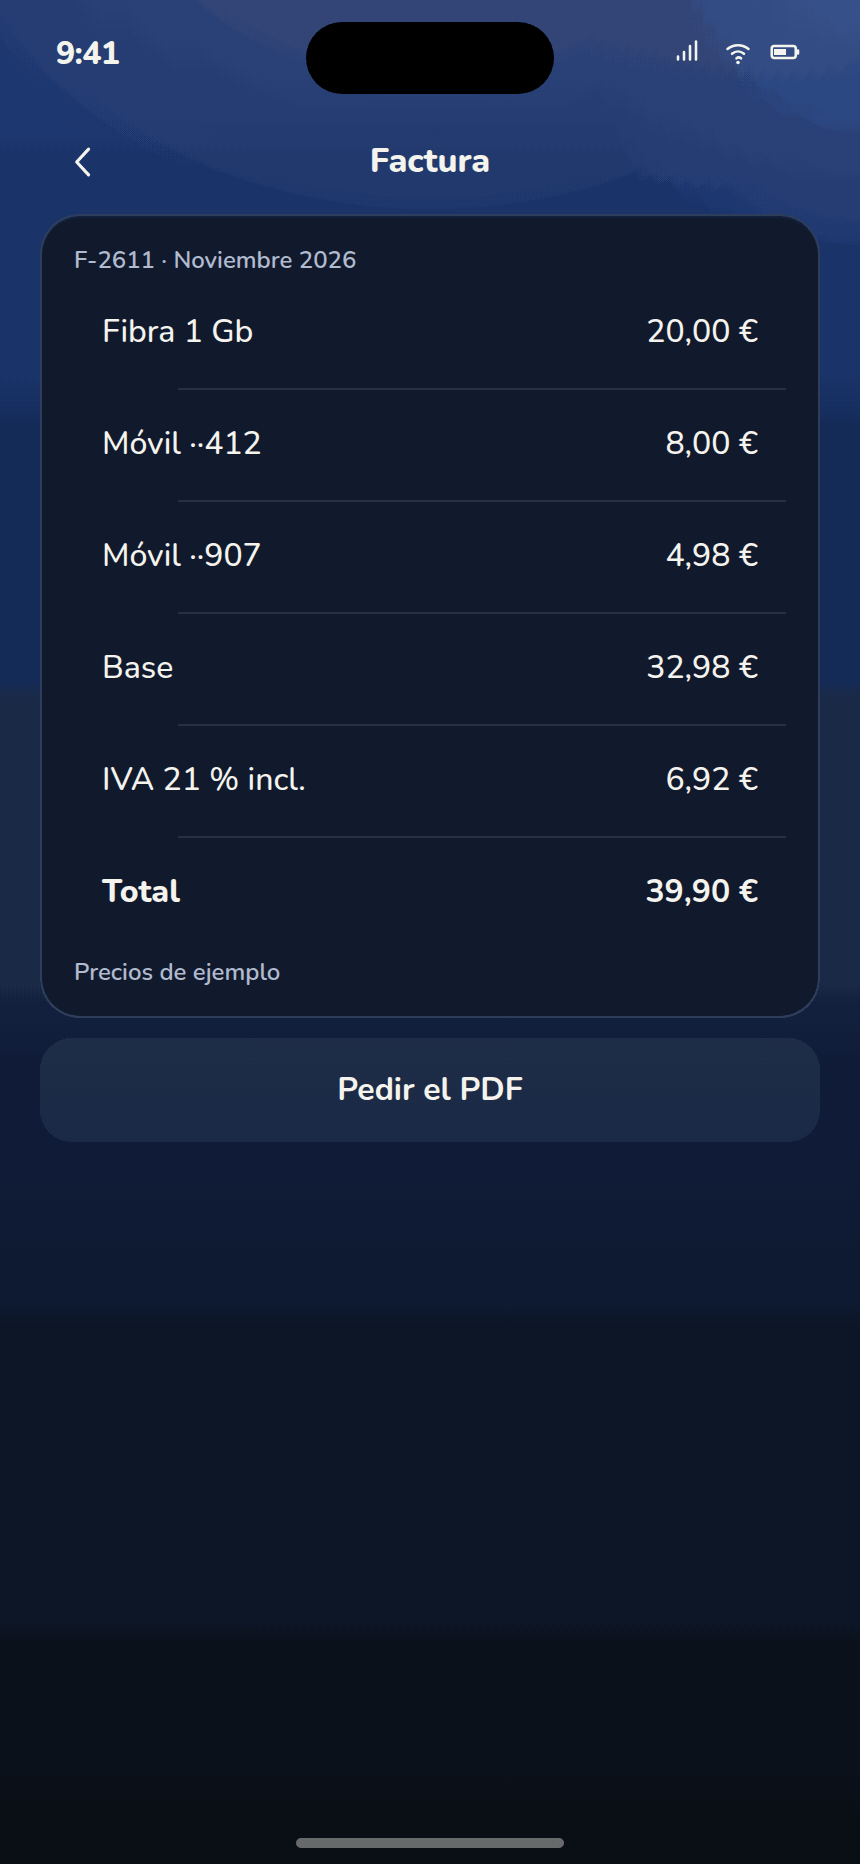 9:41
Factura
F-2611 · Noviembre 2026
Fibra 1 Gb 20,00 €
Móvil ··412 8,00 €
Móvil ··907 4,98 €
Base 32,98 €
IVA 21 % incl. 6,92 €
Total 39,90 €
Precios de ejemplo
Pedir el PDF